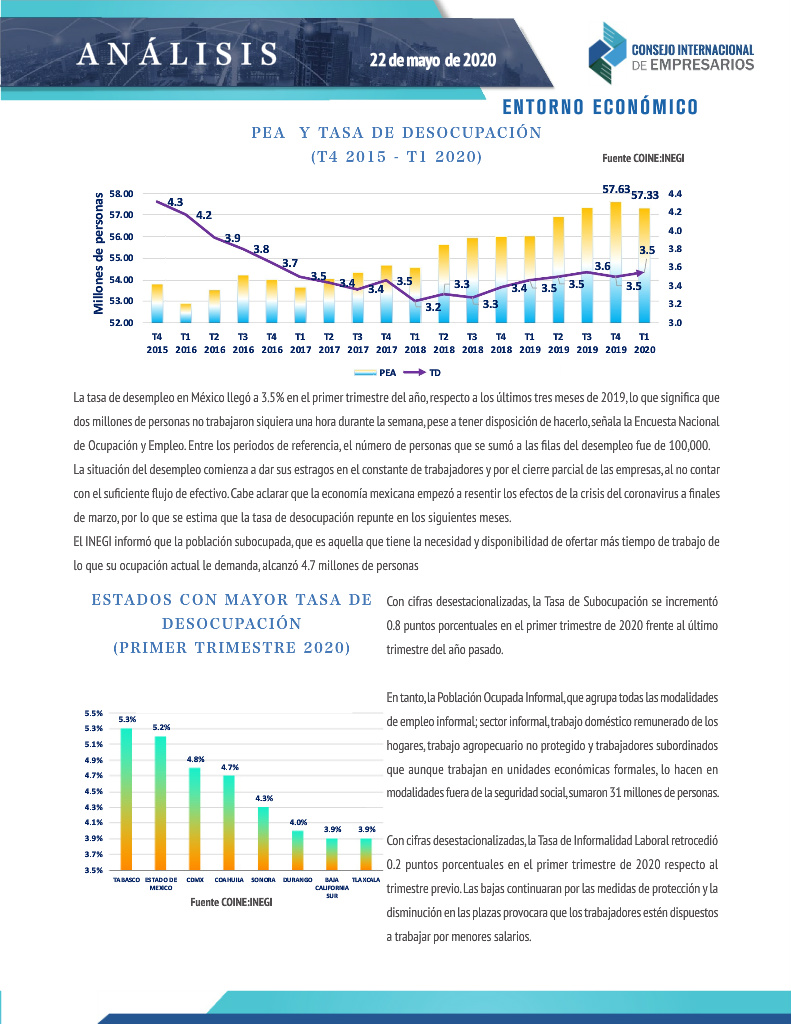 ANÁLISIS
22 de mayo de 2020
CONSEJO INTERNACIONAL
DE EMPRESARIOS
ENTORNO ECONÓMICO
PEA Y TASA DE DESOCUPACIÓN
(T4 2015 - T1 2020)
Fuente COINE:INEGI
Millones de personas
58.00
57.00
56.00
55.00
54.00
53.00
52.00
4.3
4.2
3.9
3.8
3.7
3.5
3.4
3.4
3.5
3.2
3.3
3.3
3.4
3.5
3.5
3.6
3.5
3.5
57.63
57.33
4.4
4.2
4.0
3.8
3.6
3.4
3.2
3.0
T4 T1 T2 T3 T4 T1 T2 T3 T4 T1 T2 T3 T4 T1 T2 T3 T4 T1
2015 2016 2016 2016 2016 2017 2017 2017 2017 2018 2018 2018 2018 2019 2019 2019 2019 2020
PEA TD
La tasa de desempleo en México llegó a 3.5% en el primer trimestre del año, respecto a los últimos tres meses de 2019, lo que significa que
dos millones de personas no trabajaron siquiera una hora durante la semana, pese a tener disposición de hacerlo, señala la Encuesta Nacional
de Ocupación y Empleo. Entre los periodos de referencia, el número de personas que se sumó a las filas del desempleo fue de 100,000.
La situación del desempleo comienza a dar sus estragos en el constante de trabajadores y por el cierre parcial de las empresas, al no contar
con el suficiente flujo de efectivo. Cabe aclarar que la economía mexicana empezó a resentir los efectos de la crisis del coronavirus a finales
de marzo, por lo que se estima que la tasa de desocupación repunte en los siguientes meses.
El INEGI informó que la población subocupada, que es aquella que tiene la necesidad y disponibilidad de ofertar más tiempo de trabajo de
lo que su ocupación actual le demanda, alcanzó 4.7 millones de personas
ESTADOS CON MAYOR TASA DE
DESOCUPACIÓN
(PRIMER TRIMESTRE 2020)
5.5%
5.3%
5.1%
4.9%
4.7%
4.5%
4.3%
4.1%
3.9%
3.7%
3.5%
5.3%
5.2%
4.8%
4.7%
4.3%
4.0%
3.9%
3.9%
TABASCO ESTADO DE CDMX COAHUILA SONORA DURANGO BAJA TLAXCALA
MEXICO CALIFORNIA
SUR
Fuente COINE:INEGI
Con cifras desestacionalizadas, la Tasa de Subocupación se incrementó
0.8 puntos porcentuales en el primer trimestre de 2020 frente al último
trimestre del año pasado.
En tanto, la Población Ocupada Informal, que agrupa todas las modalidades
de empleo informal; sector informal, trabajo doméstico remunerado de los
hogares, trabajo agropecuario no protegido y trabajadores subordinados
que aunque trabajan en unidades económicas formales, lo hacen en
modalidades fuera de la seguridad social, sumaron 31 millones de personas.
Con cifras desestacionalizadas, la Tasa de Informalidad Laboral retrocedió
0.2 puntos porcentuales en el primer trimestre de 2020 respecto al
trimestre previo. Las bajas continuaran por las medidas de protección y la
disminución en las plazas provocara que los trabajadores estén dispuestos
a trabajar por menores salarios.